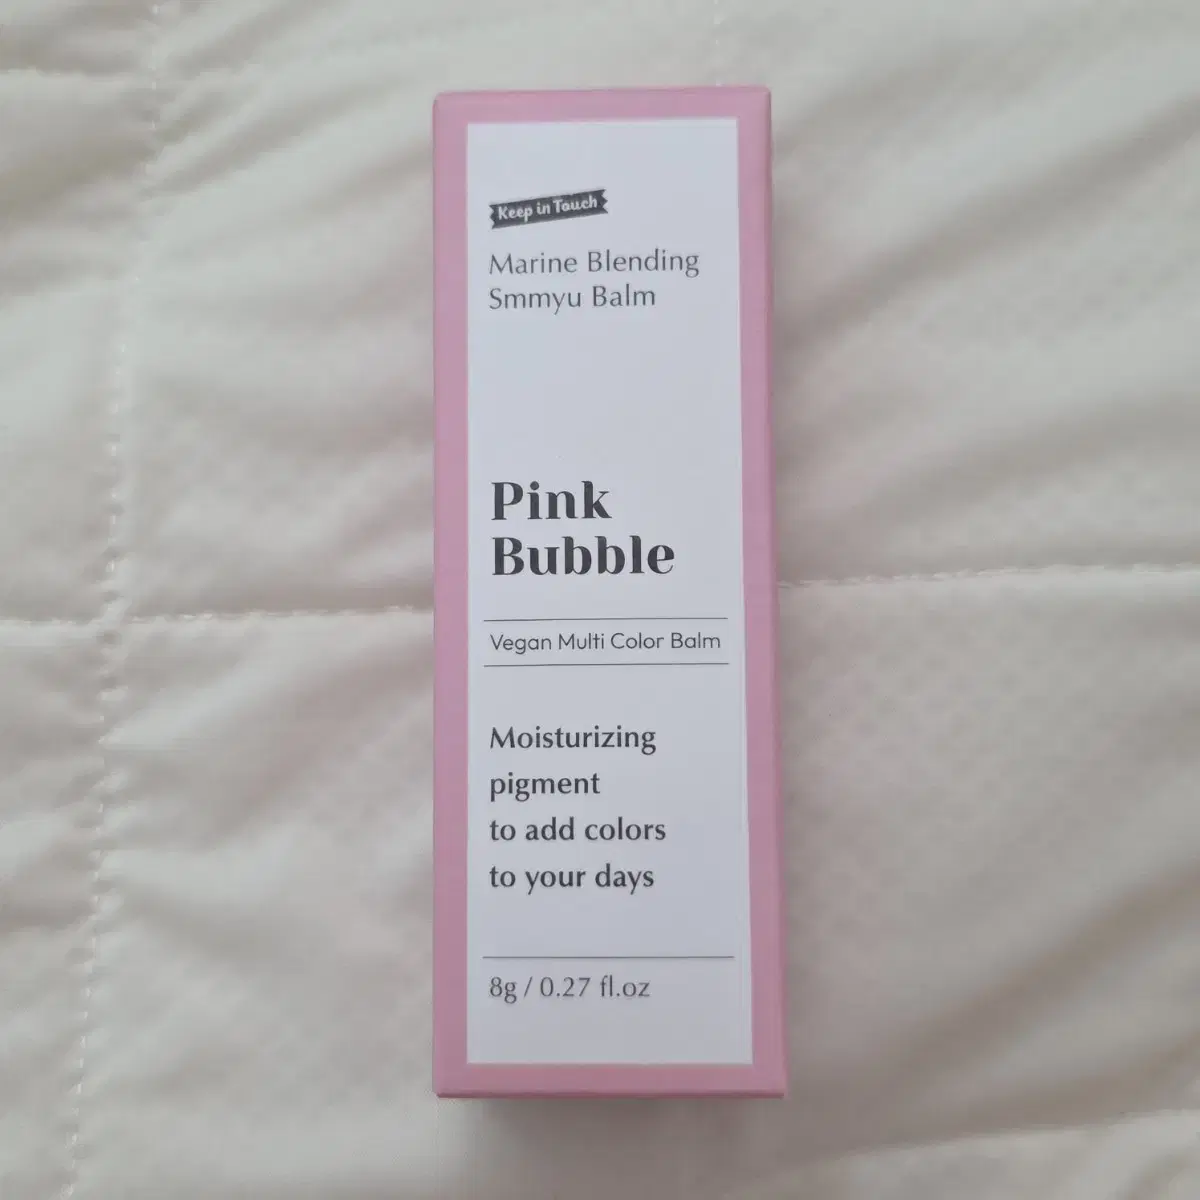 Keep in Touch
Marine Blending
Smmyu Balm
Pink
Bubble
Vegan Multi Color Balm
Moisturizing
pigment
to add colors
to your days
8g / 0.27 fl.oz